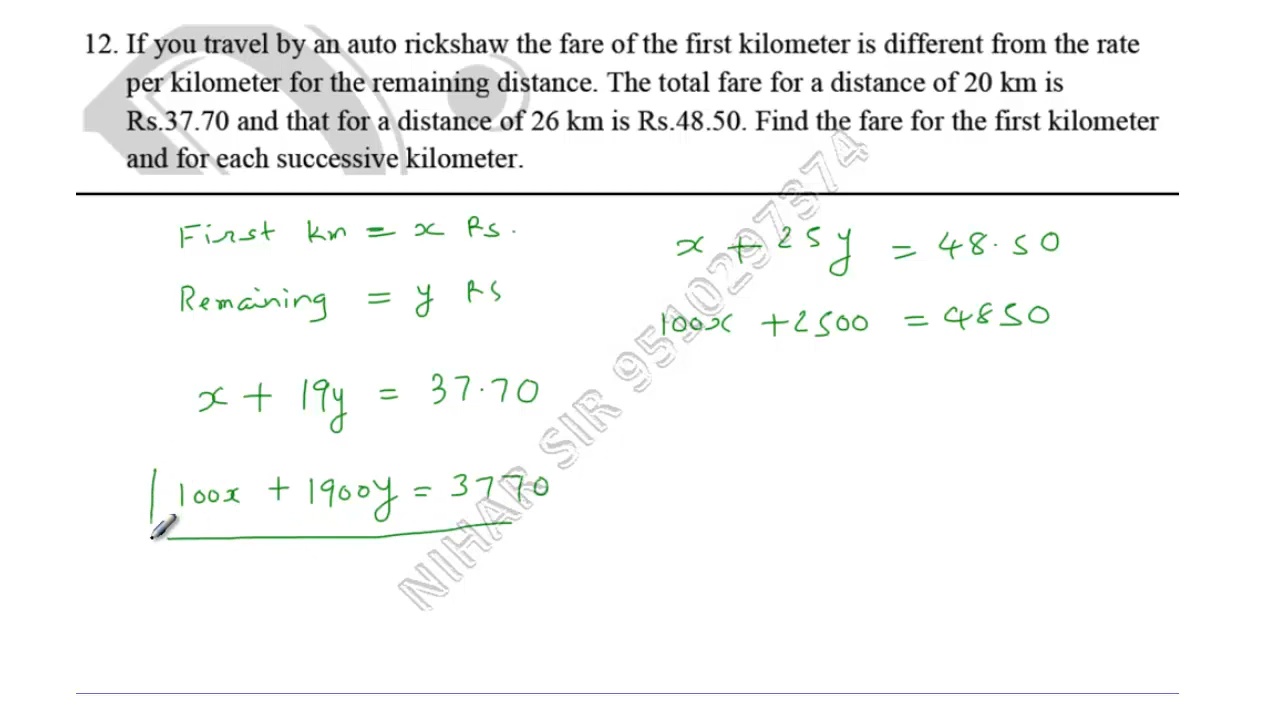 12. If you travel by an auto rickshaw the fare of the first kilometer is different from the rate
per kilometer for the remaining distance. The total fare for a distance of 20 km is
Rs.37.70 and that for a distance of 26 km is Rs.48.50. Find the fare for the first kilometer
and for each successive kilometer.
First km = x Rs.
Remaining = y Rs
x + 19y = 37.70
100x + 1900y = 3770
x + 25y = 48.50
100x + 2500 = 4850
NIHAR SIR 9510297374